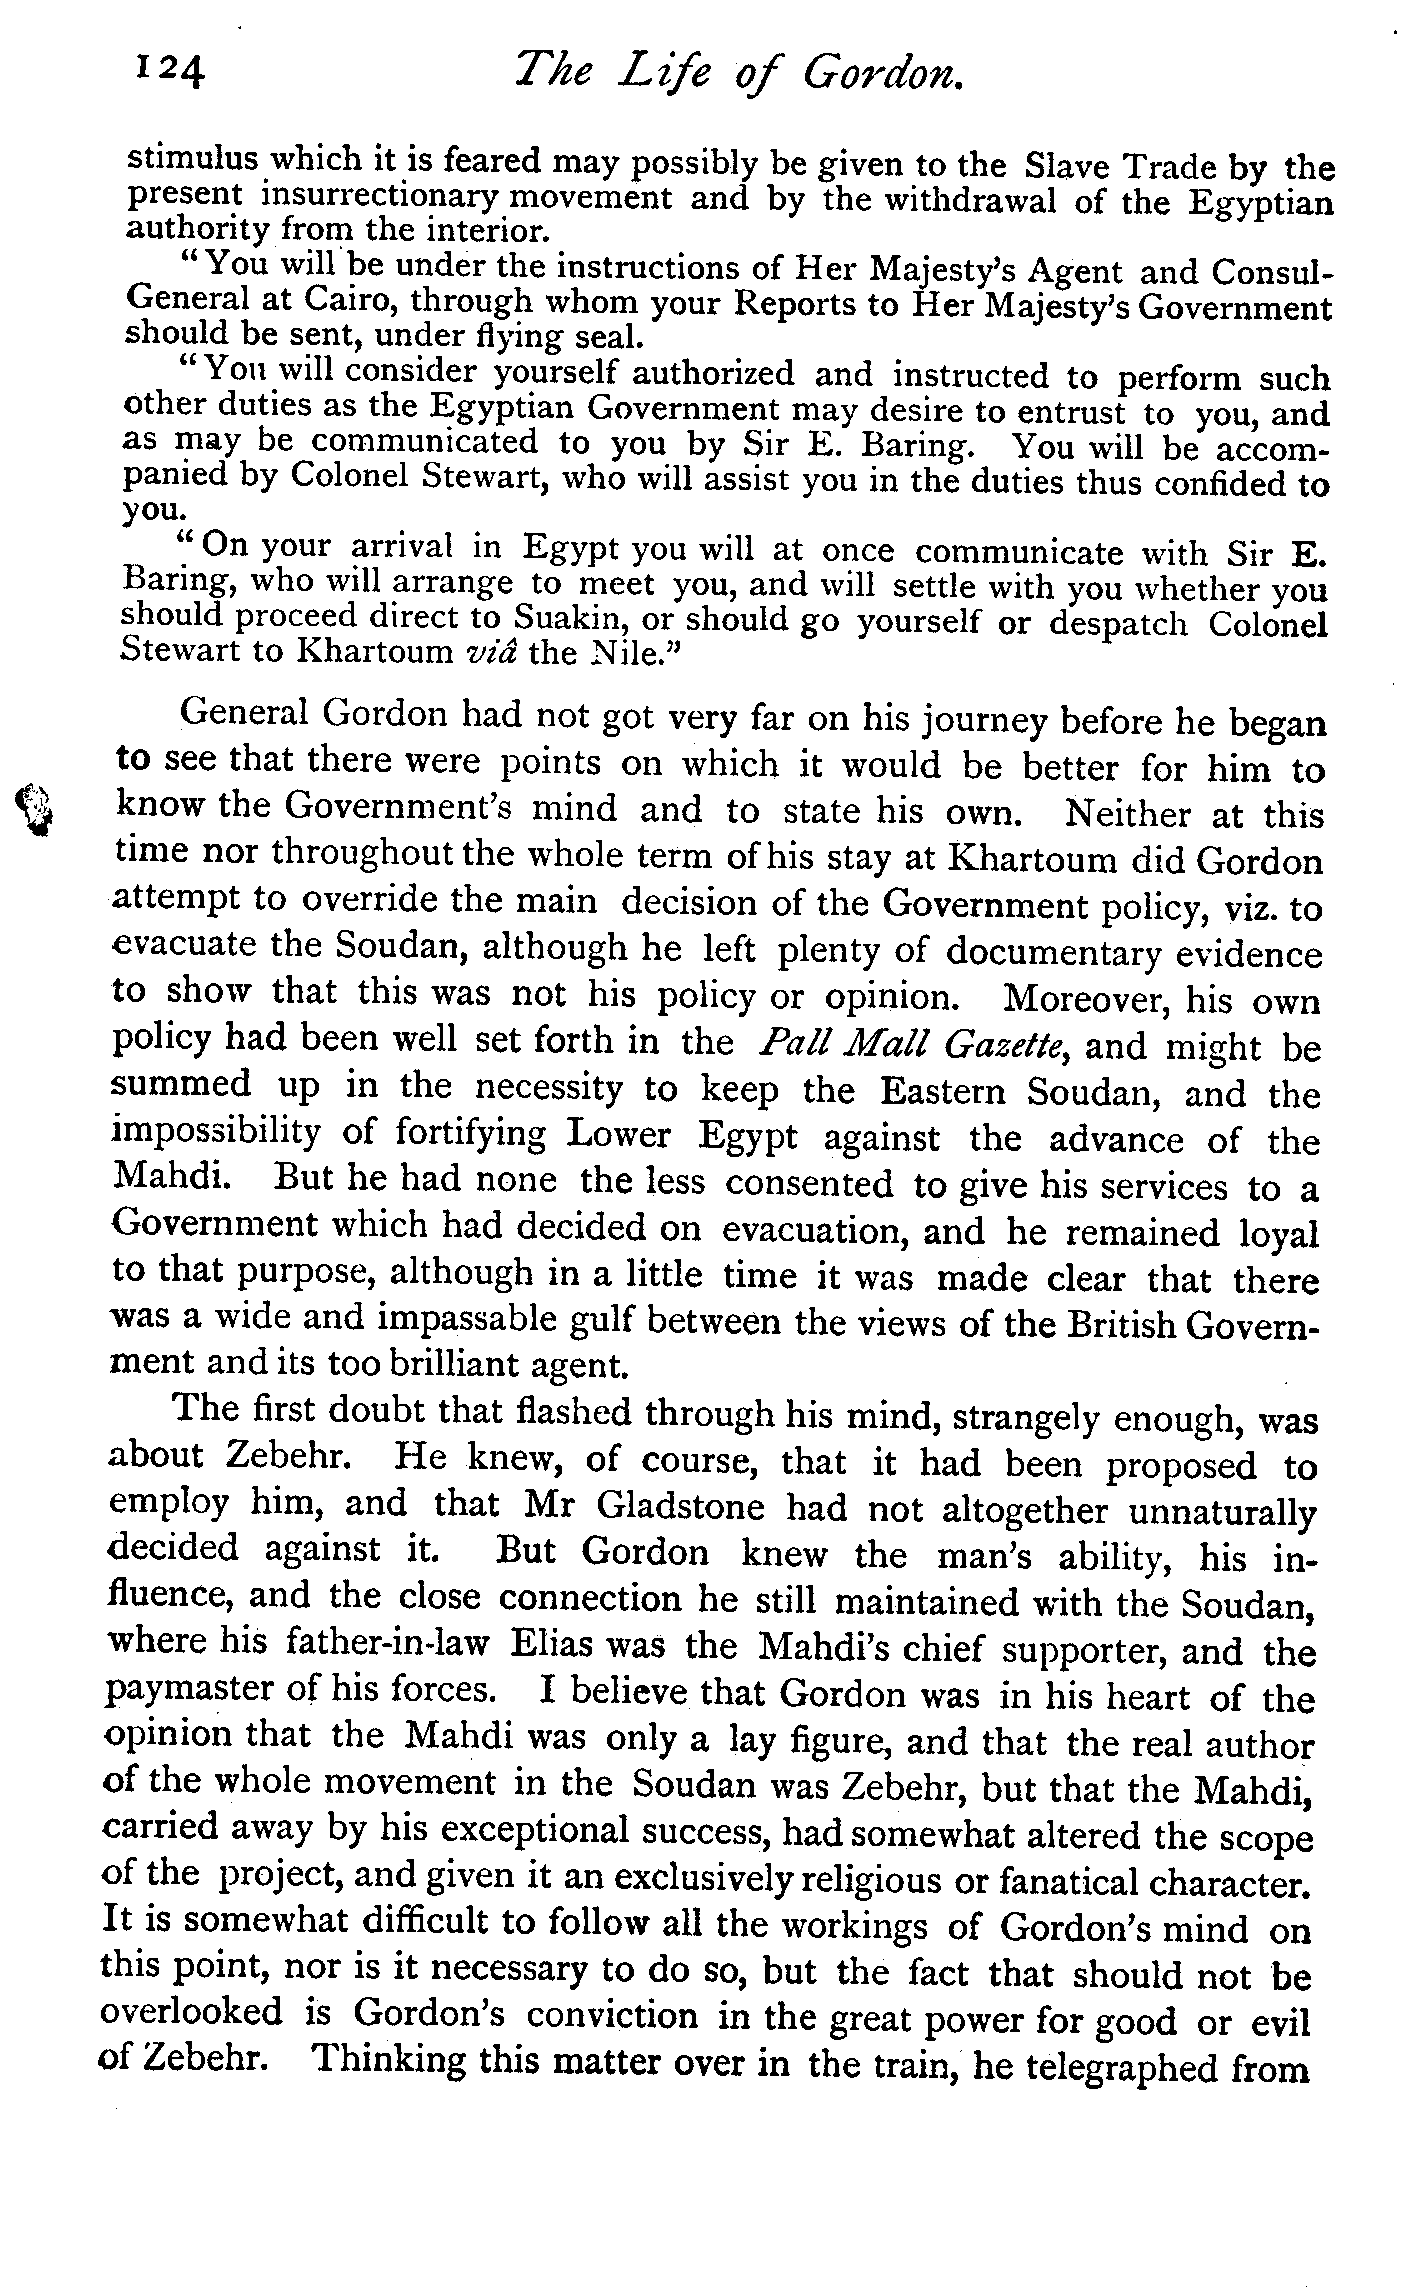 124 The Life of Gordon.
stimulus which it is feared may possibly be given to the Slave Trade by the
present insurrectionary movement and by the withdrawal of the Egyptian
authority from the interior.
“You will be under the instructions of Her Majesty's Agent and Consul-
General at Cairo, through whom your Reports to Her Majesty's Government
should be sent, under flying seal.
“You will consider yourself authorized and instructed to perform such
other duties as the Egyptian Government may desire to entrust to you, and
as may be communicated to you by Sir E. Baring. You will be accom-
panied by Colonel Stewart, who will assist you in the duties thus confided to
you.
“On your arrival in Egypt you will at once communicate with Sir E.
Baring, who will arrange to meet you, and will settle with you whether you
should proceed direct to Suakin, or should go yourself or despatch Colonel
Stewart to Khartoum viâ the Nile.”
General Gordon had not got very far on his journey before he began
to see that there were points on which it would be better for him to
know the Government's mind and to state his own. Neither at this
time nor throughout the whole term of his stay at Khartoum did Gordon
attempt to override the main decision of the Government policy, viz. to
evacuate the Soudan, although he left plenty of documentary evidence
to show that this was not his policy or opinion. Moreover, his own
policy had been well set forth in the Pall Mall Gazette, and might be
summed up in the necessity to keep the Eastern Soudan, and the
impossibility of fortifying Lower Egypt against the advance of the
Mahdi. But he had none the less consented to give his services to a
Government which had decided on evacuation, and he remained loyal
to that purpose, although in a little time it was made clear that there
was a wide and impassable gulf between the views of the British Govern-
ment and its too brilliant agent.
The first doubt that flashed through his mind, strangely enough, was
about Zebehr. He knew, of course, that it had been proposed to
employ him, and that Mr Gladstone had not altogether unnaturally
decided against it. But Gordon knew the man's ability, his in-
fluence, and the close connection he still maintained with the Soudan,
where his father-in-law Elias was the Mahdi's chief supporter, and the
paymaster of his forces. I believe that Gordon was in his heart of the
opinion that the Mahdi was only a lay figure, and that the real author
of the whole movement in the Soudan was Zebehr, but that the Mahdi,
carried away by his exceptional success, had somewhat altered the scope
of the project, and given it an exclusively religious or fanatical character.
It is somewhat difficult to follow all the workings of Gordon's mind on
this point, nor is it necessary to do so, but the fact that should not be
overlooked is Gordon's conviction in the great power for good or evil
of Zebehr. Thinking this matter over in the train, he telegraphed from